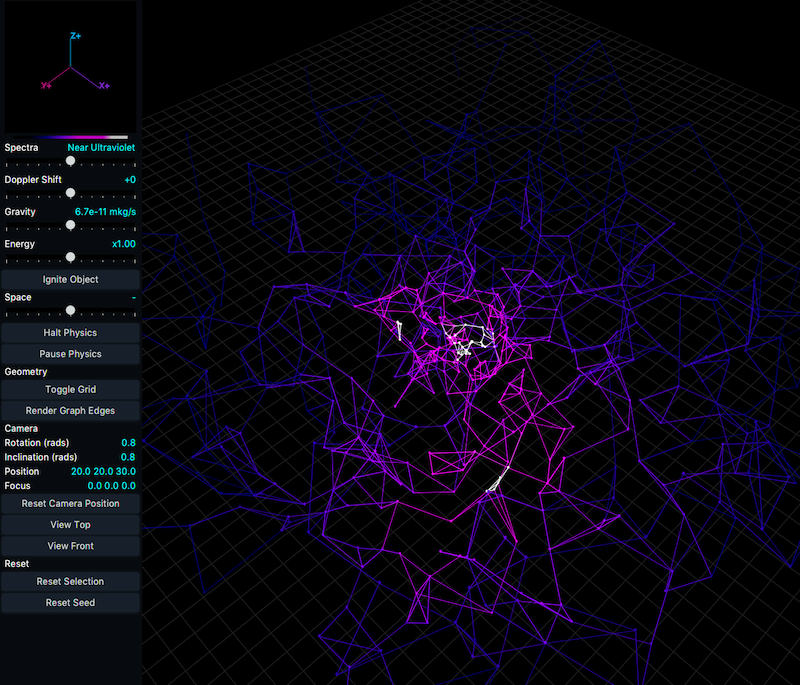 Z+
Y+ X+
Spectra Near Ultraviolet
Doppler Shift +0
Gravity 6.7e-11 mkg/s
Energy x1.00
Ignite Object
Space -
Halt Physics
Pause Physics
Geometry
Toggle Grid
Render Graph Edges
Camera
Rotation (rads) 0.8
Inclination (rads) 0.8
Position 20.0 20.0 30.0
Focus 0.0 0.0 0.0
Reset Camera Position
View Top
View Front
Reset
Reset Selection
Reset Seed